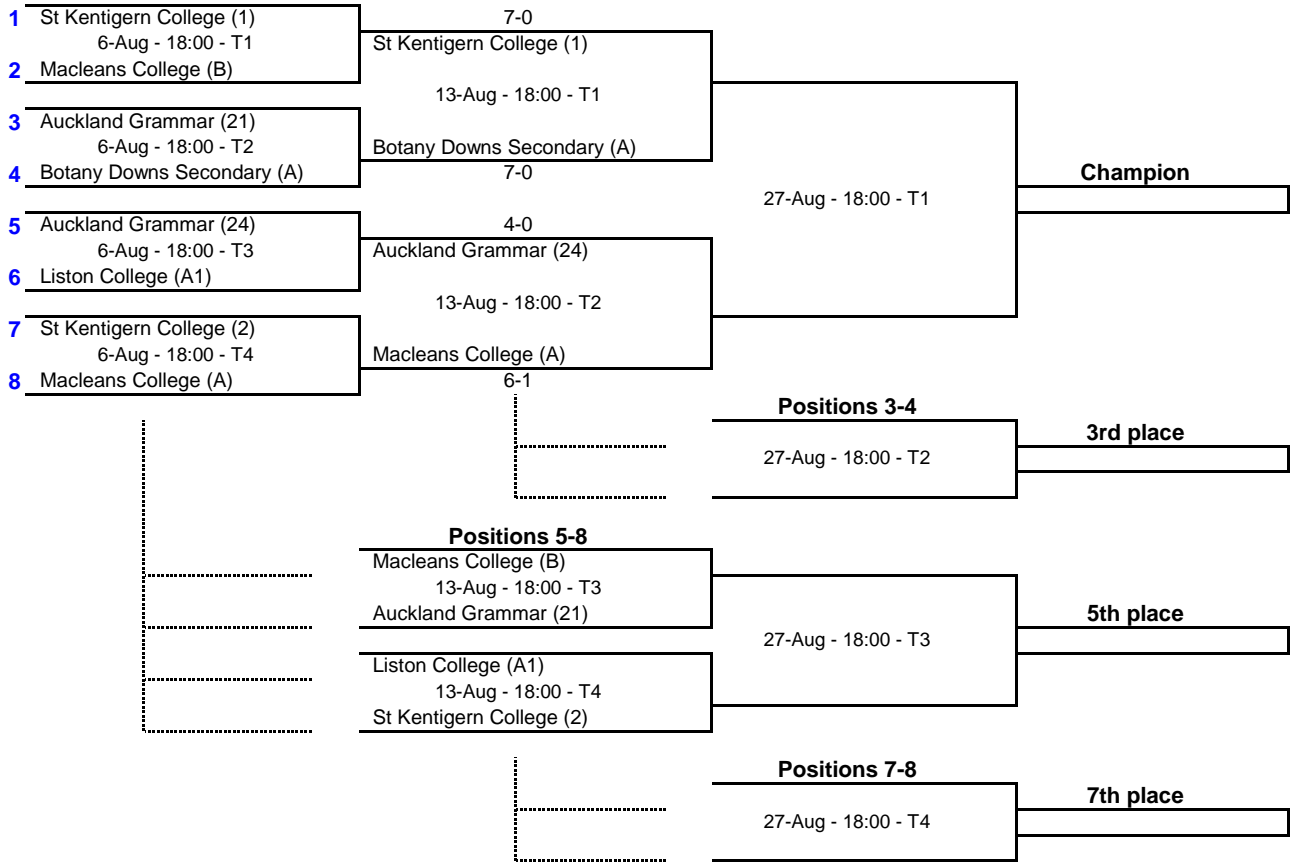 1 St Kentigern College (1) 7-0
6-Aug - 18:00 - T1 St Kentigern College (1)
2 Macleans College (B)
13-Aug - 18:00 - T1
3 Auckland Grammar (21)
6-Aug - 18:00 - T2 Botany Downs Secondary (A)
4 Botany Downs Secondary (A) 7-0 Champion
27-Aug - 18:00 - T1
5 Auckland Grammar (24) 4-0
6-Aug - 18:00 - T3 Auckland Grammar (24)
6 Liston College (A1)
13-Aug - 18:00 - T2
7 St Kentigern College (2)
6-Aug - 18:00 - T4 Macleans College (A)
8 Macleans College (A) 6-1
Positions 3-4
3rd place
27-Aug - 18:00 - T2
Positions 5-8
Macleans College (B)
13-Aug - 18:00 - T3
Auckland Grammar (21) 5th place
27-Aug - 18:00 - T3
Liston College (A1)
13-Aug - 18:00 - T4
St Kentigern College (2)
Positions 7-8
7th place
27-Aug - 18:00 - T4